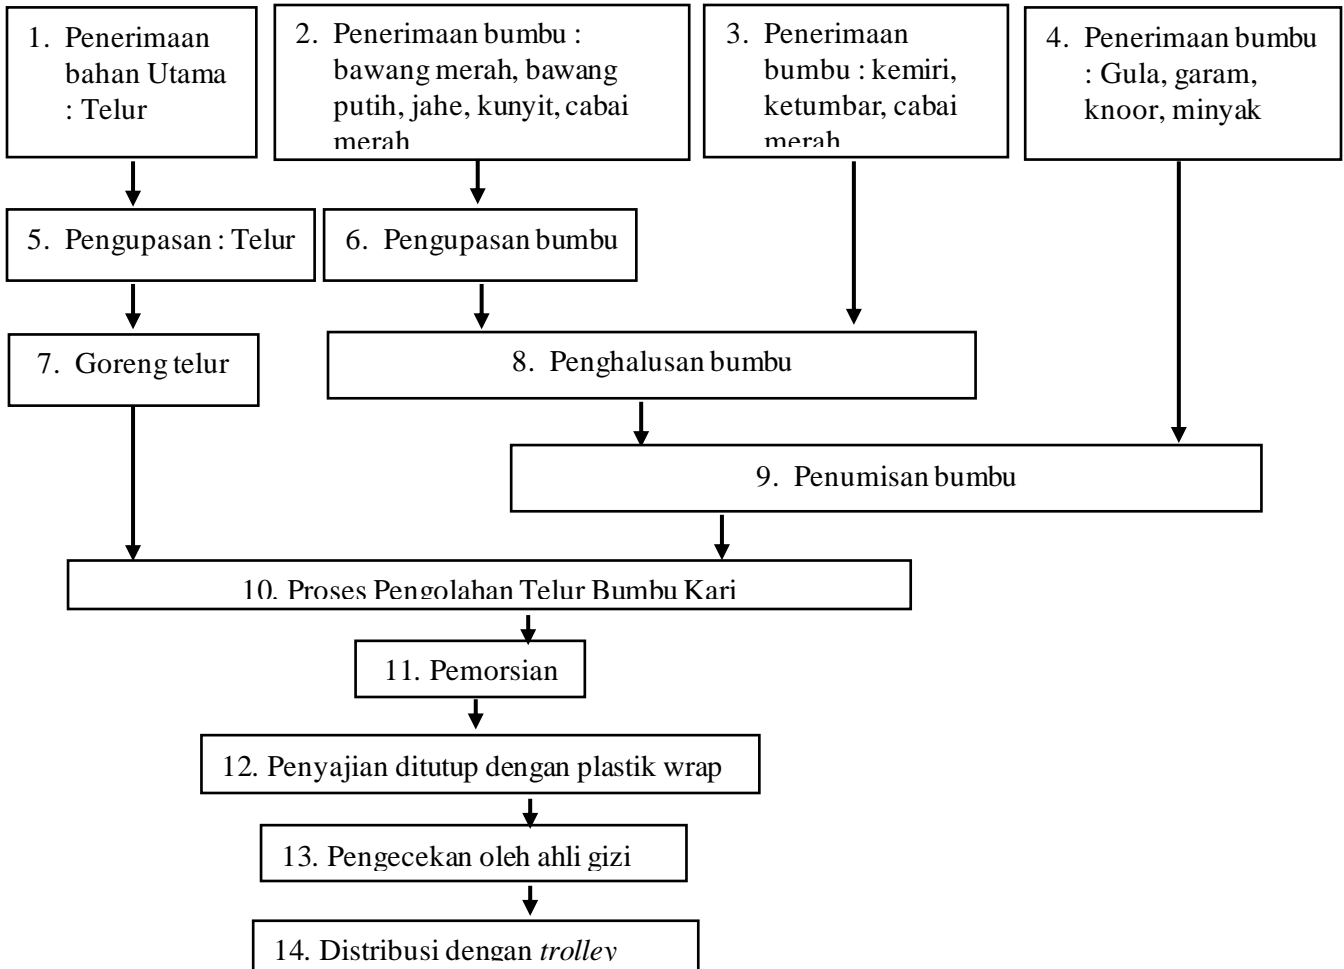 1. Penerimaan
bahan Utama
: Telur
2. Penerimaan bumbu :
bawang merah, bawang
putih, jahe, kunyit, cabai
merah
3. Penerimaan
bumbu : kemiri,
ketumbar, cabai
merah
4. Penerimaan bumbu
: Gula, garam,
knoor, minyak
5. Pengupasan : Telur
6. Pengupasan bumbu
7. Goreng telur
8. Penghalusan bumbu
9. Penumisan bumbu
10. Proses Pengolahan Telur Bumbu Kari
11. Pemorsian
12. Penyajian ditutup dengan plastik wrap
13. Pengecekan oleh ahli gizi
14. Distribusi dengan trolley